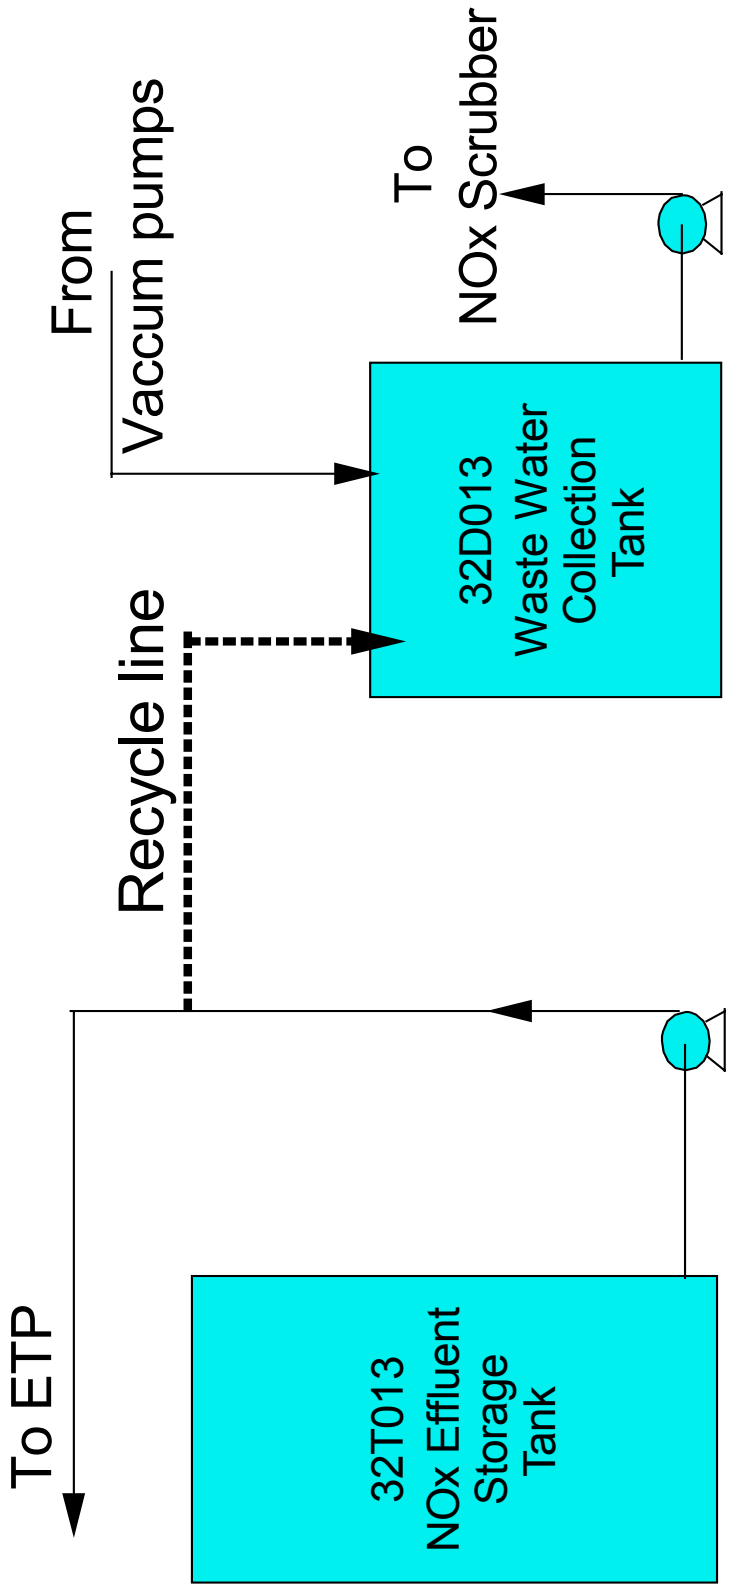 To ETP
Recycle line
From
Vaccum pumps
32T013
NOx Effluent
Storage
Tank
32D013
Waste Water
Collection
Tank
To
NOx Scrubber